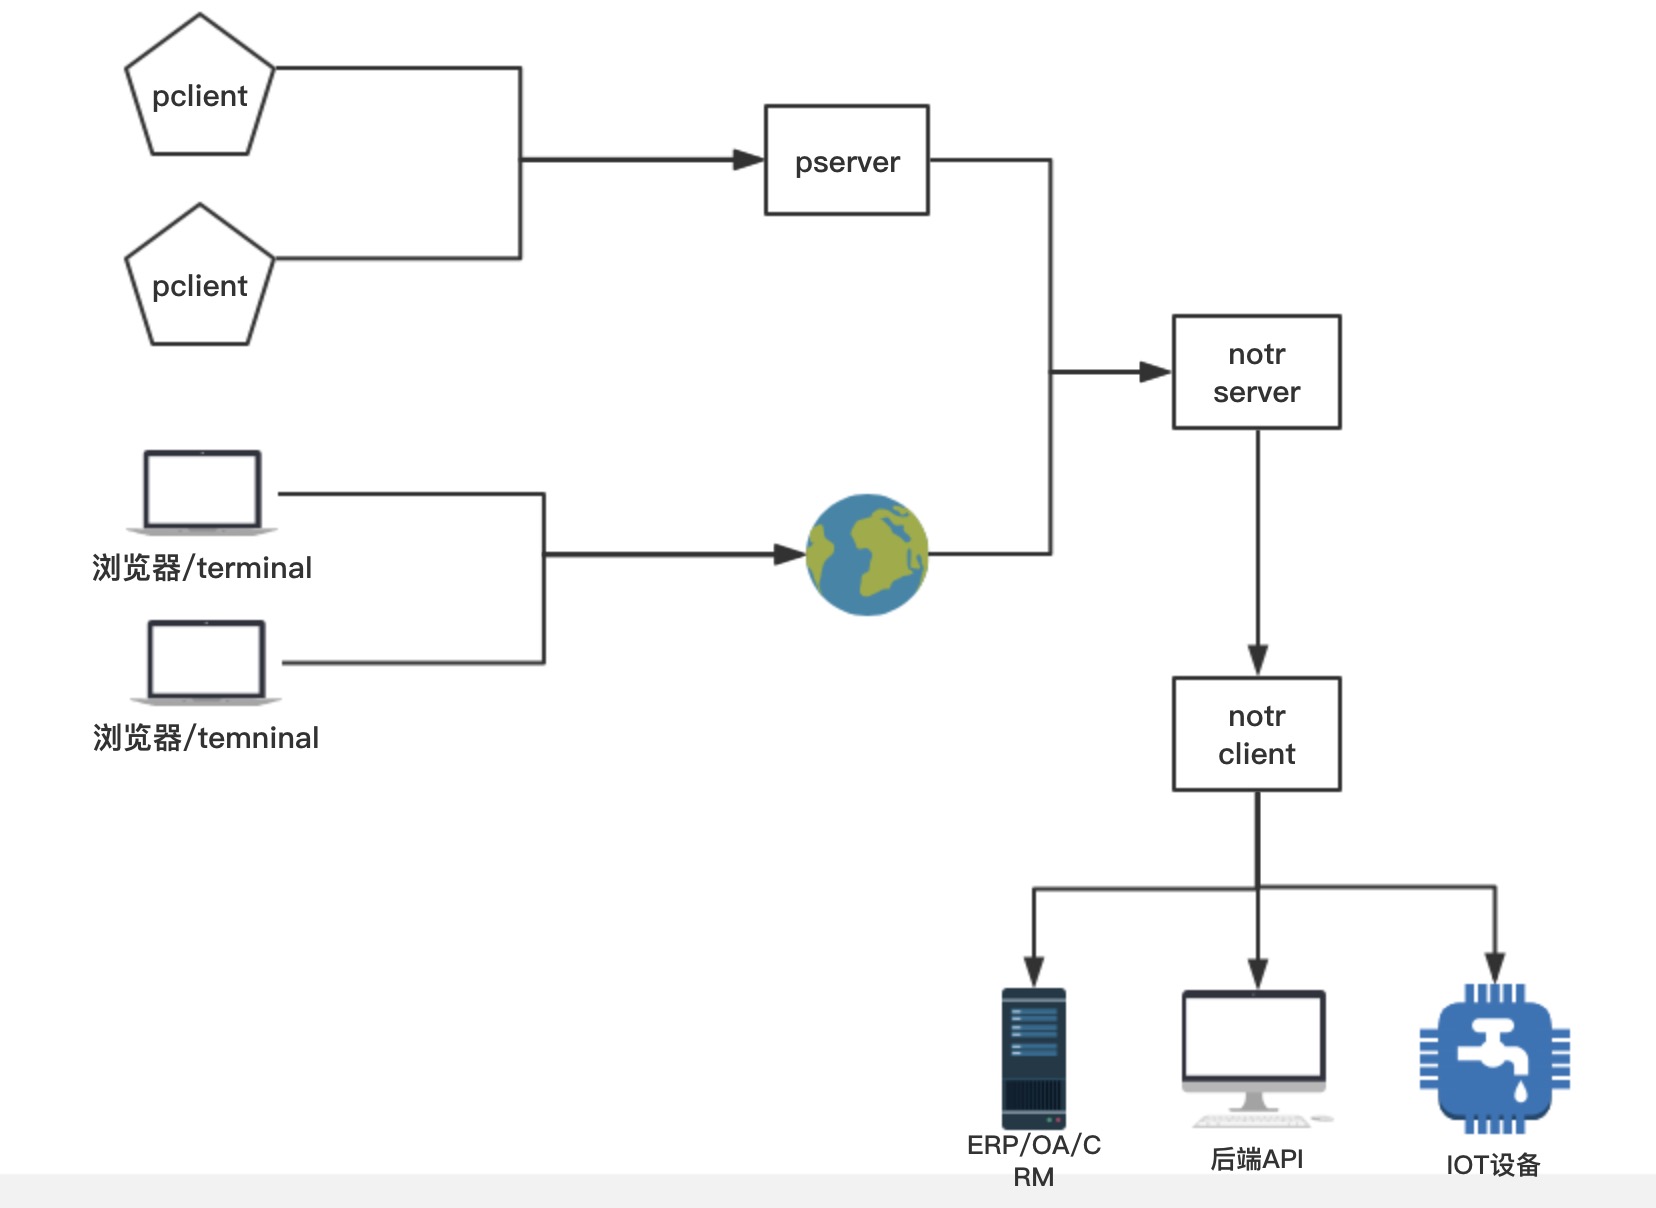 pclient
pserver
pclient
notr
server
浏览器/terminal
浏览器/temninal
notr
client
ERP/OA/C
RM
后端API
IOT设备